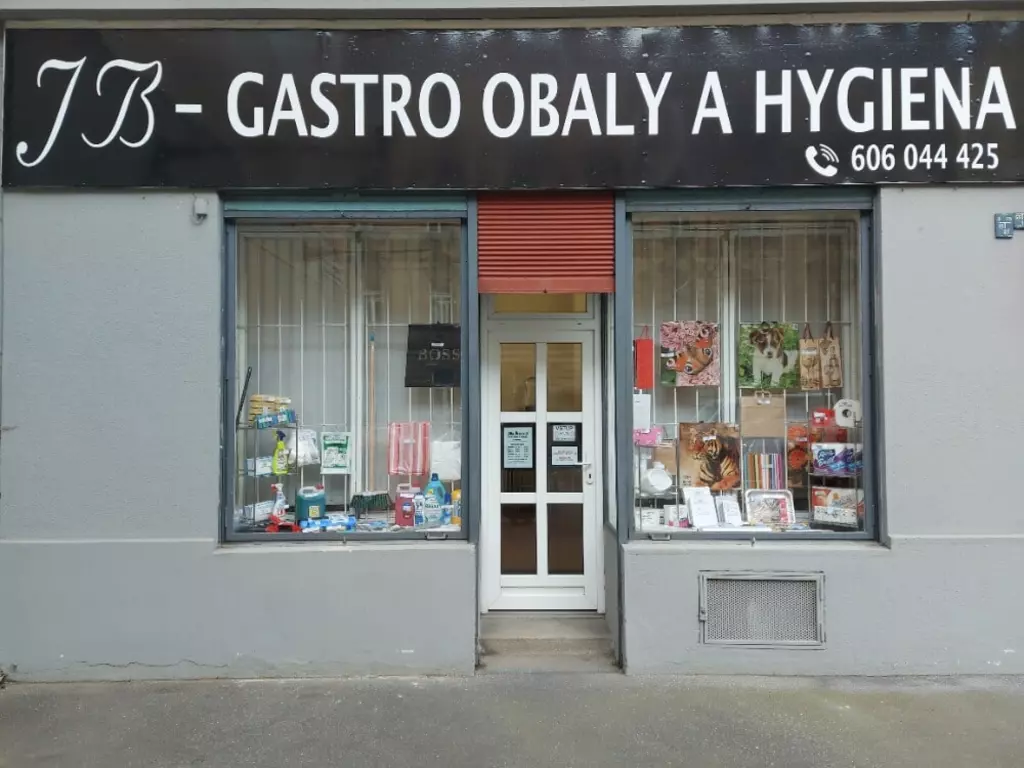 JB - GASTRO OBALY A HYGIENA
606 044 425
BOSS